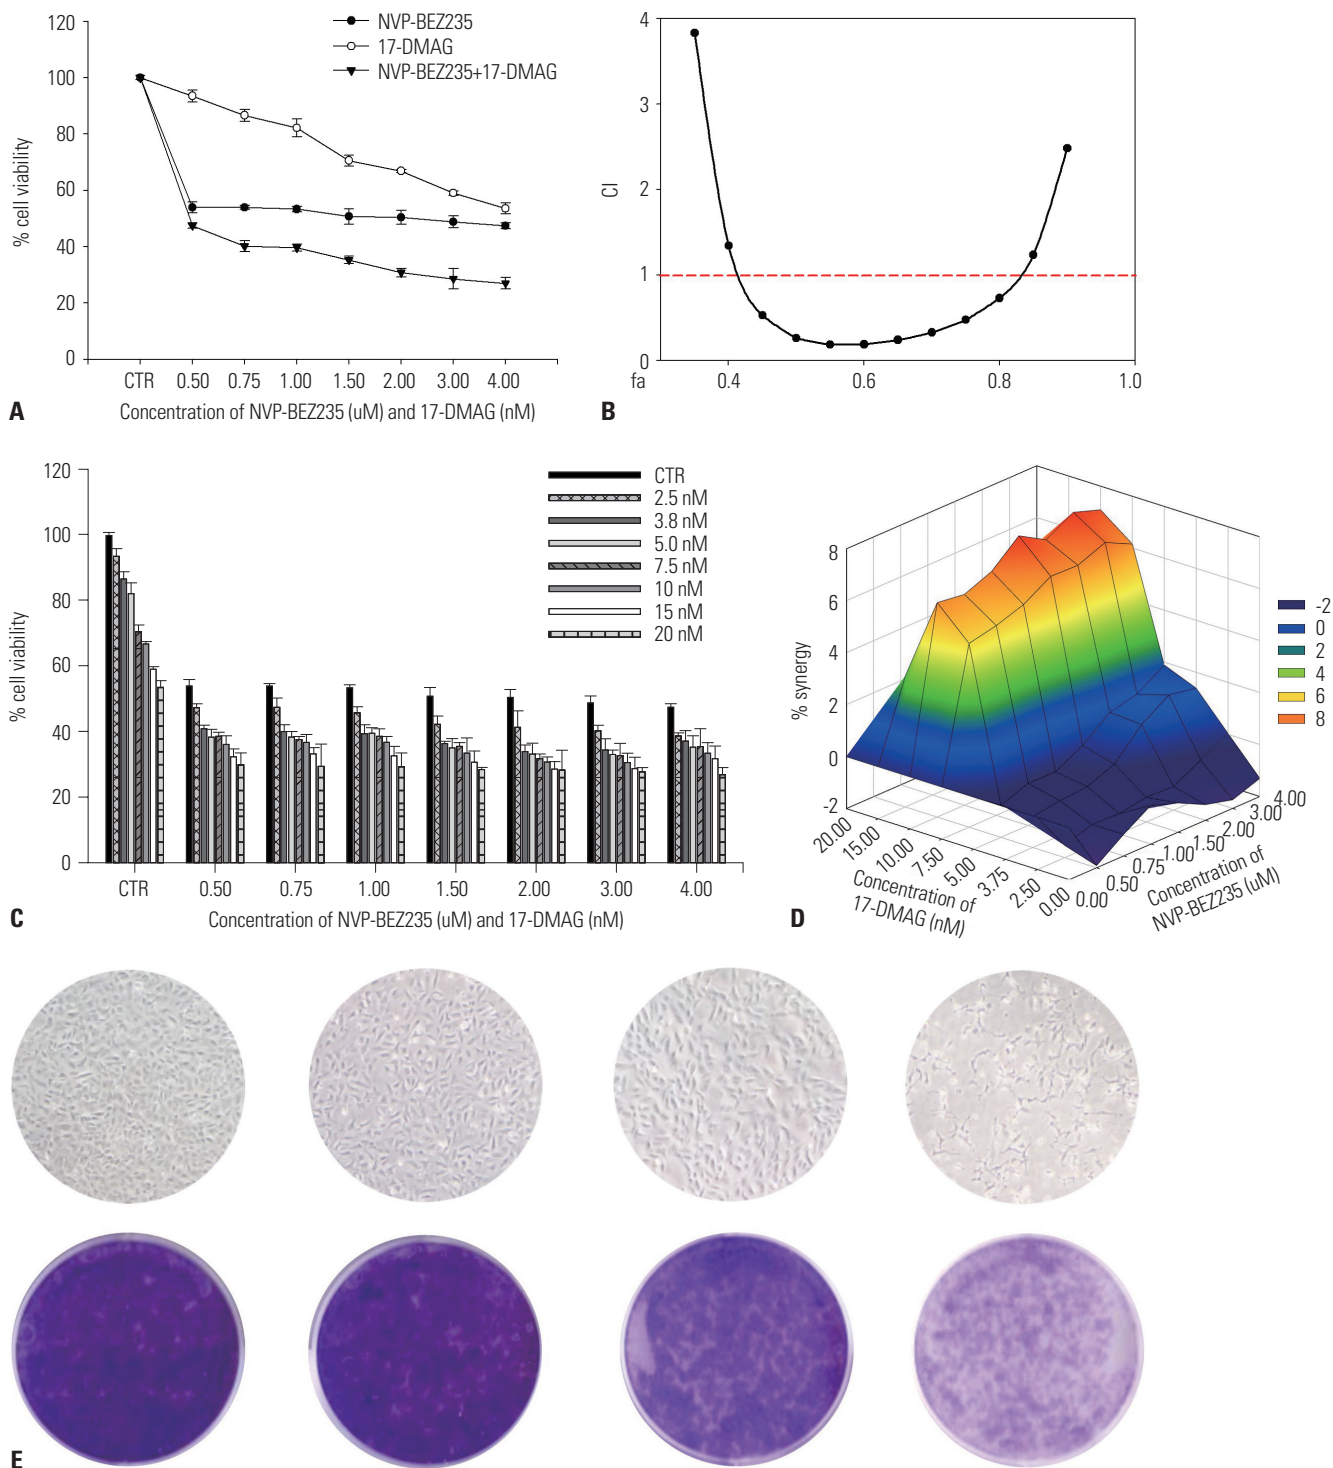 120
100
80
60
40
20
0
% cell viability
NVP-BEZ235
17-DMAG
NVP-BEZ235+17-DMAG
CTR 0.50 0.75 1.00 1.50 2.00 3.00 4.00
Concentration of NVP-BEZ235 (uM) and 17-DMAG (nM)
A
4
3
2
1
0
CI
fa 0.4 0.6 0.8 1.0
B
120
100
80
60
40
20
0
% cell viability
CTR
2.5 nM
3.8 nM
5.0 nM
7.5 nM
10 nM
15 nM
20 nM
CTR 0.50 0.75 1.00 1.50 2.00 3.00 4.00
Concentration of NVP-BEZ235 (uM) and 17-DMAG (nM)
C
8
6
4
2
0
-2
% synergy
20.00 15.00 10.00 7.50 5.00 3.75 2.50 0.00
Concentration of
17-DMAG (nM)
0.00 0.50 0.75 1.00 1.50 2.00 3.00 4.00
Concentration of
NVP-BEZ235 (uM)
-2
0
2
4
6
8
D
E